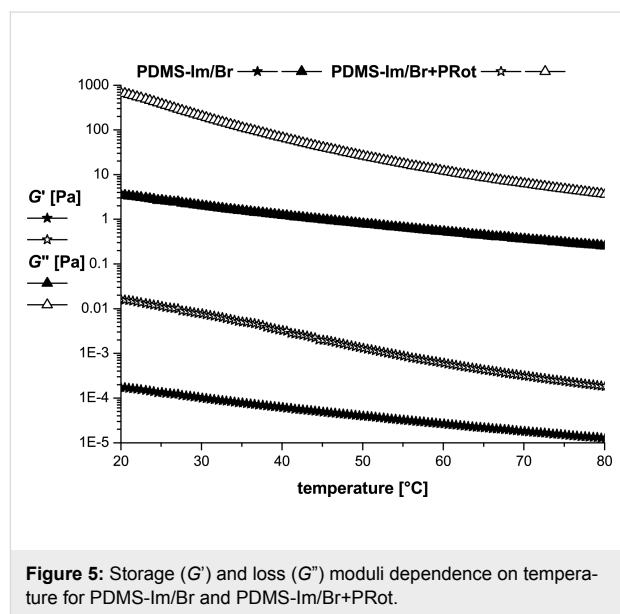 PDMS-Im/Br PDMS-Im/Br+PRot
1000
100
10
G' [Pa]
1
G" [Pa]
0.1
0.01
1E-3
1E-4
1E-5
20 30 40 50 60 70 80
temperature [°C]
Figure 5: Storage (G') and loss (G") moduli dependence on tempera-
ture for PDMS-Im/Br and PDMS-Im/Br+PRot.